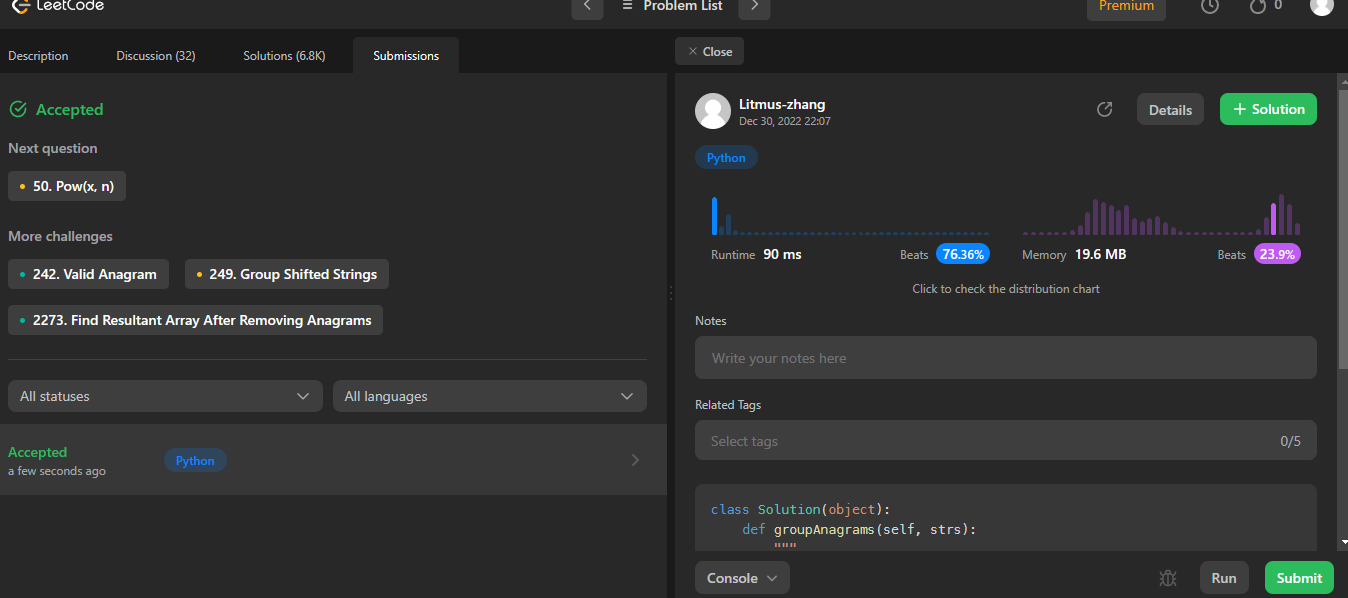 LeetCode
Problem List
Premium
0
Description
Discussion (32)
Solutions (6.8K)
Submissions
Accepted
Next question
50. Pow(x, n)
More challenges
242. Valid Anagram
249. Group Shifted Strings
2273. Find Resultant Array After Removing Anagrams
All statuses
All languages
Accepted
a few seconds ago
Python
Close
Litmus-zhang
Dec 30, 2022 22:07
Details
+ Solution
Python
Runtime 90 ms
Beats 76.36%
Memory 19.6 MB
Beats 23.9%
Click to check the distribution chart
Notes
Write your notes here
Related Tags
Select tags
0/5
class Solution(object):
    def groupAnagrams(self, strs):
        """
Console
Run
Submit